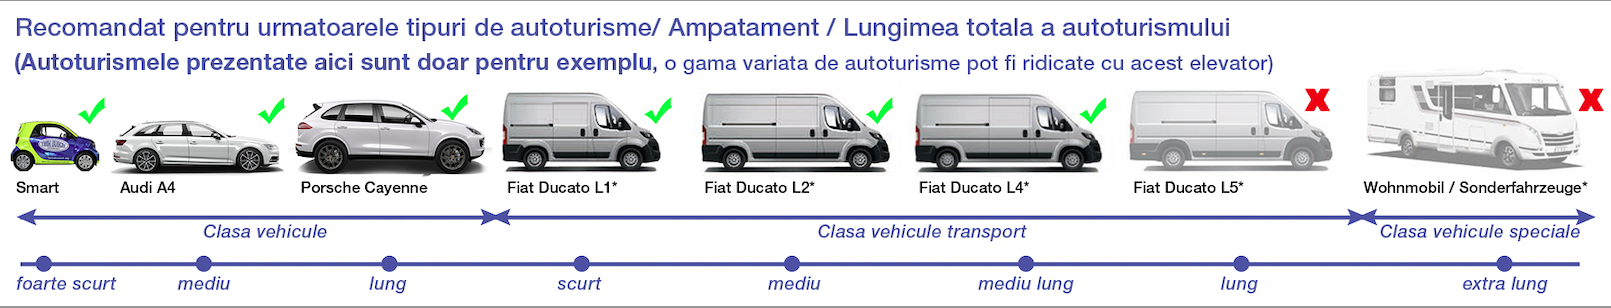 Recomandat pentru urmatoarele tipuri de autoturisme/ Ampatament / Lungimea totala a autoturismului
(Autoturismele prezentate aici sunt doar pentru exemplu, o gama variata de autoturisme pot fi ridicate cu acest elevator)
Smart
Audi A4
Porsche Cayenne
Fiat Ducato L1*
Fiat Ducato L2*
Fiat Ducato L4*
Fiat Ducato L5*
Wohnmobil / Sonderfahrzeuge*
Clasa vehicule
Clasa vehicule transport
Clasa vehicule speciale
foarte scurt
mediu
lung
scurt
mediu
mediu lung
lung
extra lung